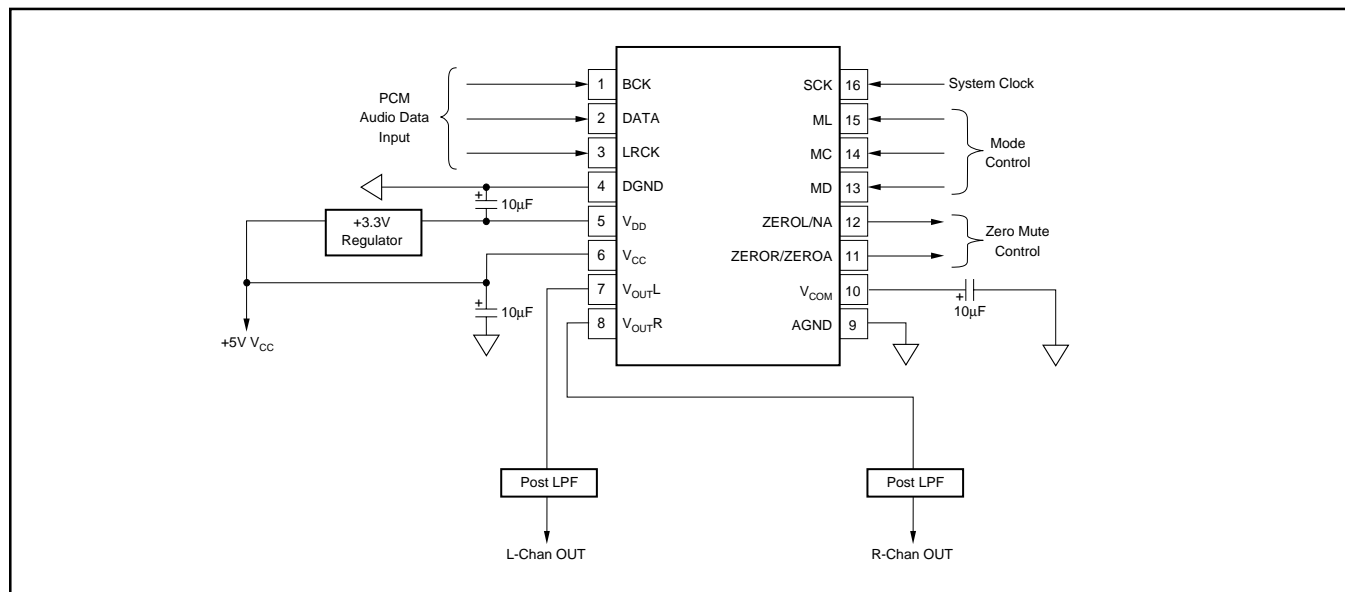 PCM
Audio Data
Input
1 BCK
2 DATA
3 LRCK
4 DGND
5 VDD
6 VCC
7 VOUTL
8 VOUTR
+ 10µF
+3.3V
Regulator
+ 10µF
+5V VCC
SCK 16
ML 15
MC 14
MD 13
ZEROL/NA 12
ZEROR/ZEROA 11
VCOM 10
AGND 9
System Clock
Mode
Control
Zero Mute
Control
+
10µF
Post LPF
Post LPF
L-Chan OUT
R-Chan OUT